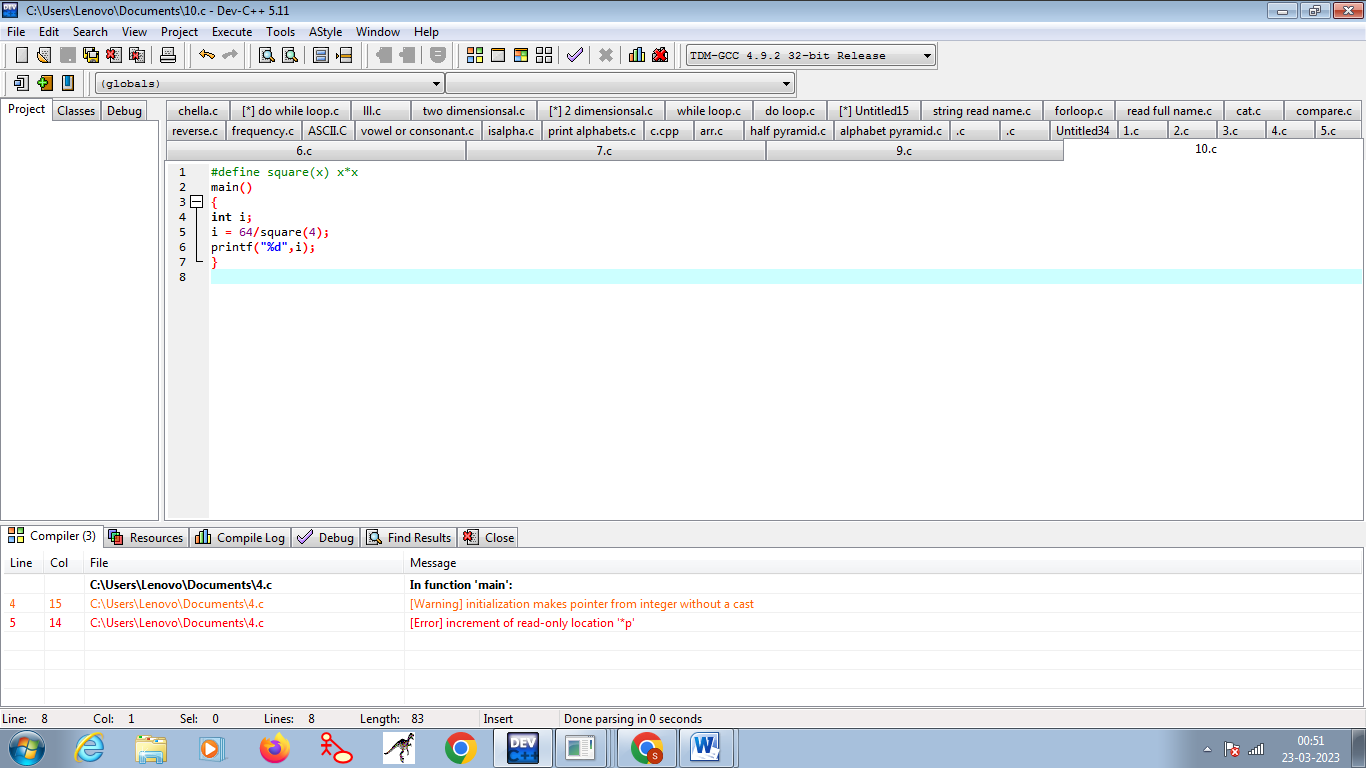 C:\Users\Lenovo\Documents\10.c - Dev-C++ 5.11
File Edit Search View Project Execute Tools AStyle Window Help
TDM-GCC 4.9.2 32-bit Release
(globals)
Project Classes Debug
chella.c [*] do while loop.c lll.c two dimensionsal.c [*] 2 dimensionsal.c while loop.c do loop.c [*] Untitled15 string read name.c forloop.c read full name.c cat.c compare.c
reverse.c frequency.c ASCII.C vowel or consonant.c isalpha.c print alphabets.c c.cpp arr.c half pyramid.c alphabet pyramid.c .c .c Untitled34 1.c 2.c 3.c 4.c 5.c
6.c 7.c 9.c 10.c
1 #define square(x) x*x
2 main()
3 {
4 int i;
5 i = 64/square(4);
6 printf("%d",i);
7 }
8
Compiler (3) Resources Compile Log Debug Find Results Close
Line Col File Message
C:\Users\Lenovo\Documents\4.c In function 'main':
4 15 C:\Users\Lenovo\Documents\4.c [Warning] initialization makes pointer from integer without a cast
5 14 C:\Users\Lenovo\Documents\4.c [Error] increment of read-only location '*p'
Line: 8 Col: 1 Sel: 0 Lines: 8 Length: 83 Insert Done parsing in 0 seconds
DEV C++ S W 00:51
23-03-2023